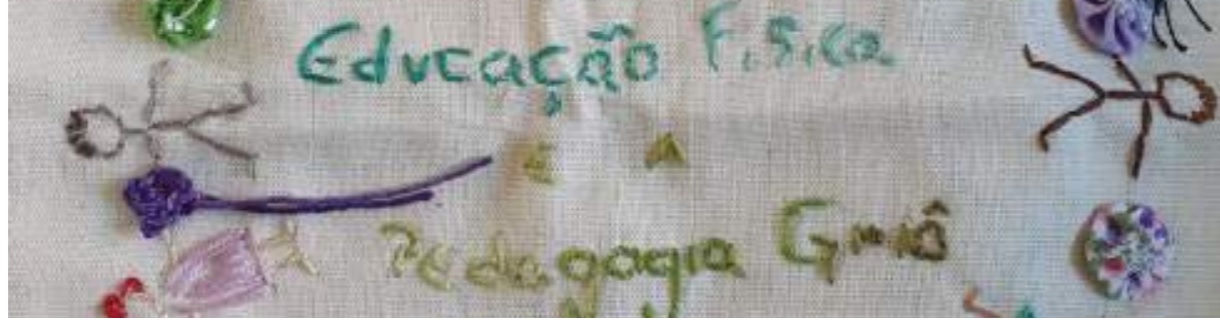 Educação Física
E A
Pedagogia Griô